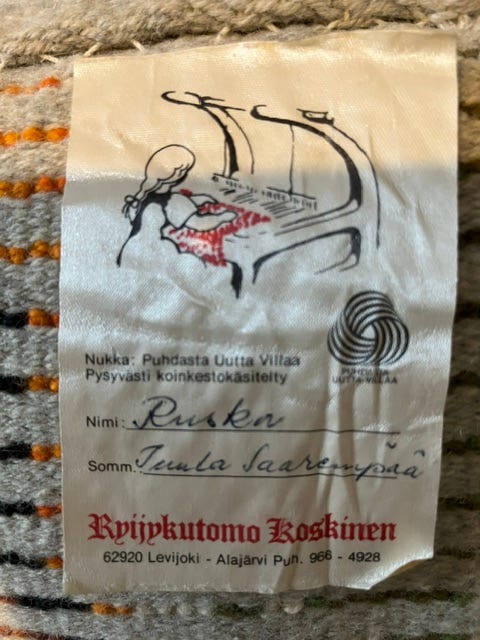 PUHDASTA
UUTTA VILLAA
Nukka: Puhdasta Uutta Villaa
Pysyvästi koinkestokäsitelty
Nimi: Ruska
Somm. Tuula Saarempää
Ryijykutomo Koskinen
62920 Levijoki - Alajärvi Puh. 966 - 4928